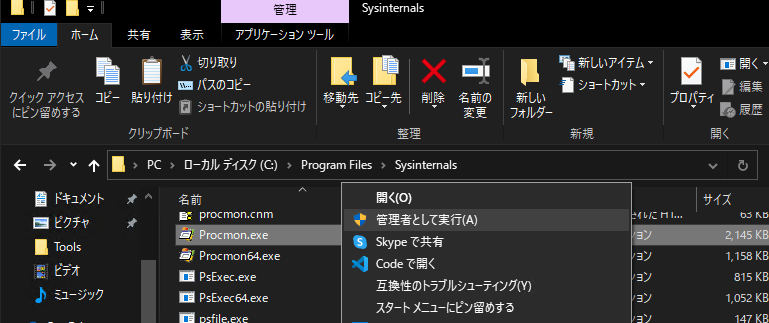 管理
Sysinternals
ファイル
ホーム
共有
表示
アプリケーション ツール
クイック アクセス
にピン留めする
コピー
貼り付け
切り取り
パスのコピー
ショートカットの貼り付け
クリップボード
移動先
コピー先
削除
名前の
変更
整理
新しい
フォルダー
新しいアイテム
ショートカット
新規
プロパティ
開く
編集
履歴
開く
PC > ローカル ディスク (C:) > Program Files > Sysinternals
ドキュメント
ピクチャ
Tools
ビデオ
ミュージック
名前
サイズ
procmon.chm
63 KB
Procmon.exe
ション
2,145 KB
Procmon64.exe
ション
1,158 KB
PsExec.exe
ション
815 KB
PsExec64.exe
ション
1,052 KB
psfile.exe
ション
147 KB
開く(O)
管理者として実行(A)
Skype で共有
Code で開く
互換性のトラブルシューティング(Y)
スタート メニューにピン留めする